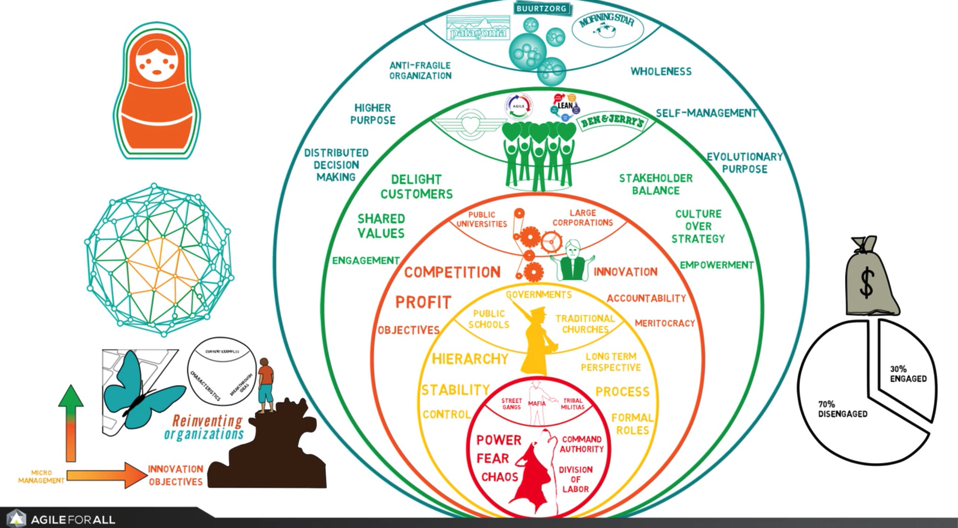 BUURTZORG
patagonia
MORNING STAR
ANTI-FRAGILE
ORGANIZATION
WHOLENESS
HIGHER
PURPOSE
SELF-MANAGEMENT
DISTRIBUTED
DECISION
MAKING
EVOLUTIONARY
PURPOSE
AGILE
LEAN
BEN & JERRY'S
DELIGHT
CUSTOMERS
STAKEHOLDER
BALANCE
SHARED
VALUES
CULTURE
OVER
STRATEGY
ENGAGEMENT
EMPOWERMENT
PUBLIC
UNIVERSITIES
LARGE
CORPORATIONS
COMPETITION
INNOVATION
PROFIT
ACCOUNTABILITY
OBJECTIVES
MERITOCRACY
GOVERNMENTS
PUBLIC
SCHOOLS
TRADITIONAL
CHURCHES
HIERARCHY
LONG TERM
PERSPECTIVE
STABILITY
PROCESS
CONTROL
FORMAL
ROLES
STREET
GANGS
MAFIA
TRIBAL
MILITIAS
POWER
FEAR
CHAOS
COMMAND
AUTHORITY
DIVISION
OF
LABOR
CURRENT EXAMPLES
CHARACTERISTICS
BREAKTHROUGH
IDEAS
Reinventing
organizations
MICRO
MANAGEMENT
INNOVATION
OBJECTIVES
$
30%
ENGAGED
70%
DISENGAGED
AGILE FOR ALL